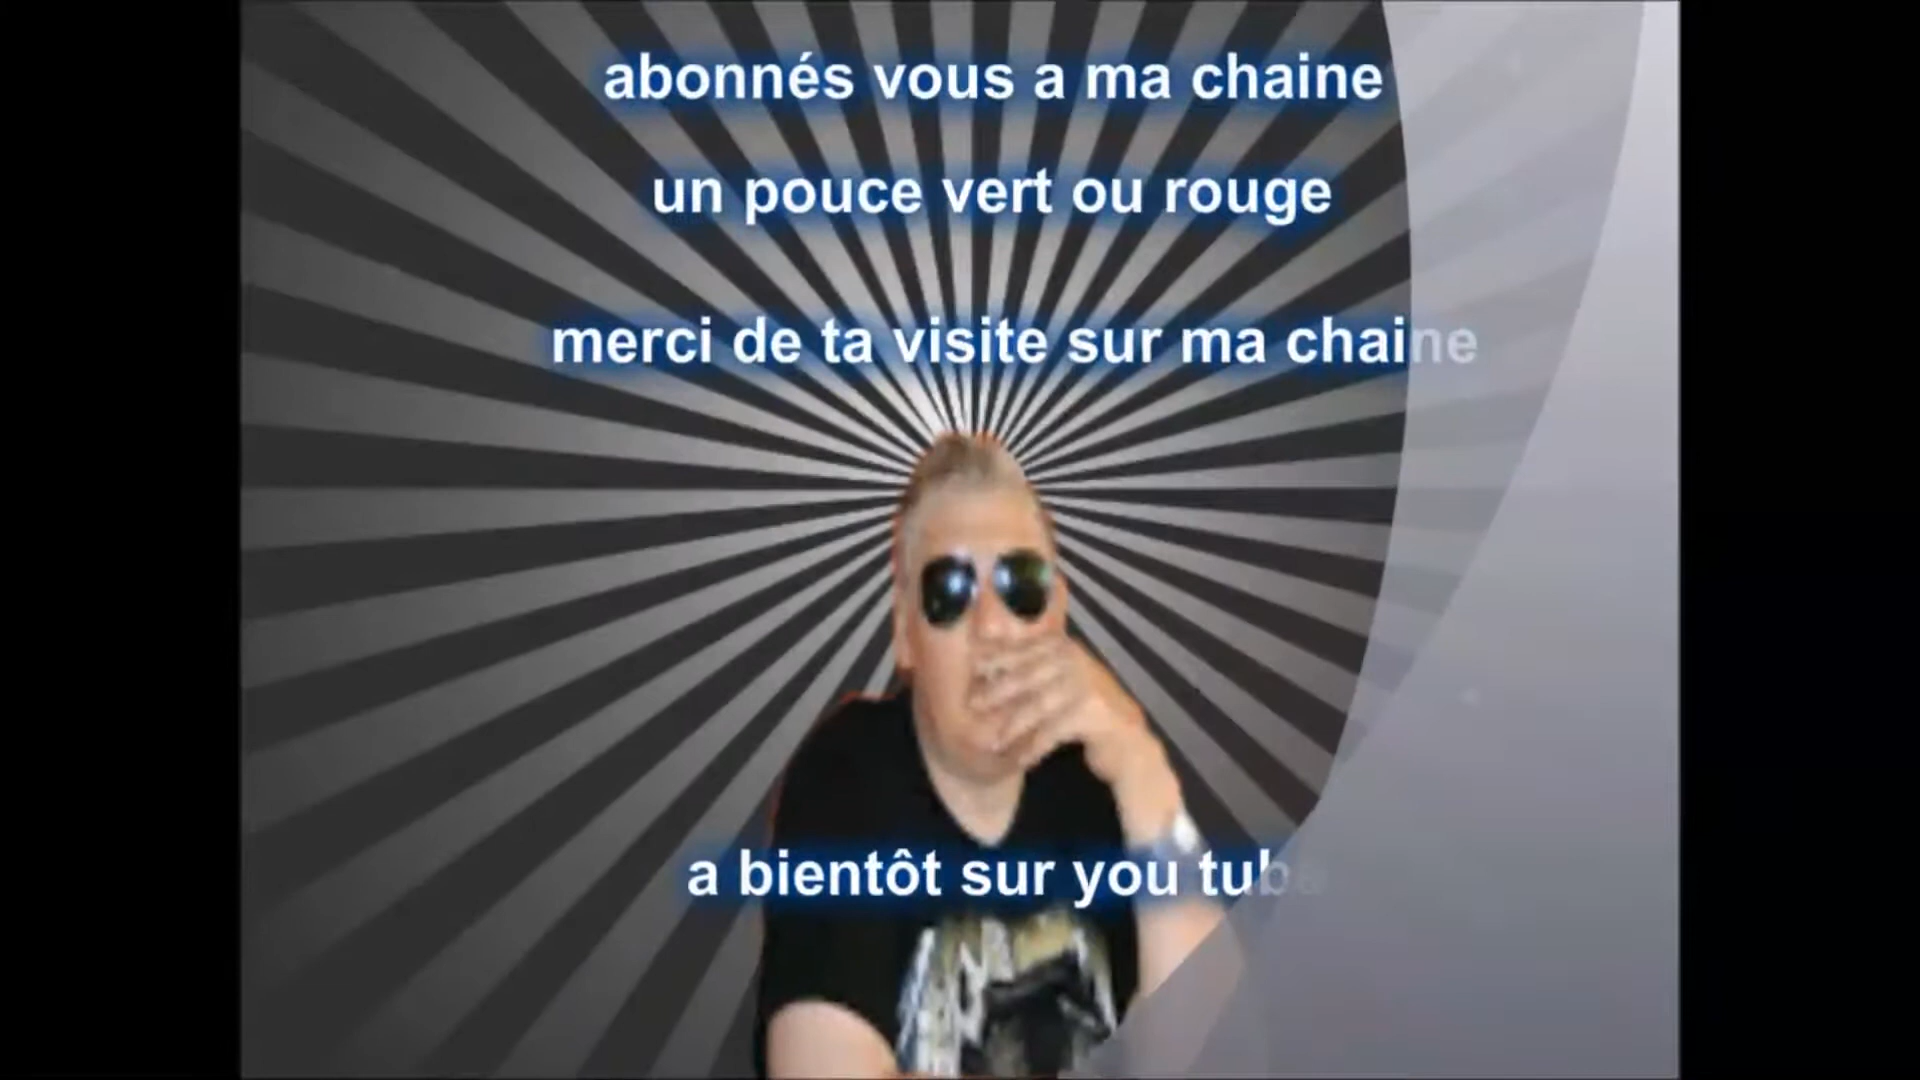 abonnés vous a ma chaine
un pouce vert ou rouge
merci de ta visite sur ma chaine
a bientôt sur you tube